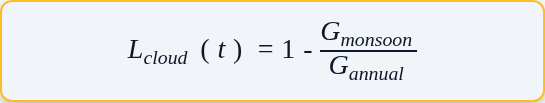 L_cloud ( t ) = 1 - G_monsoon / G_annual